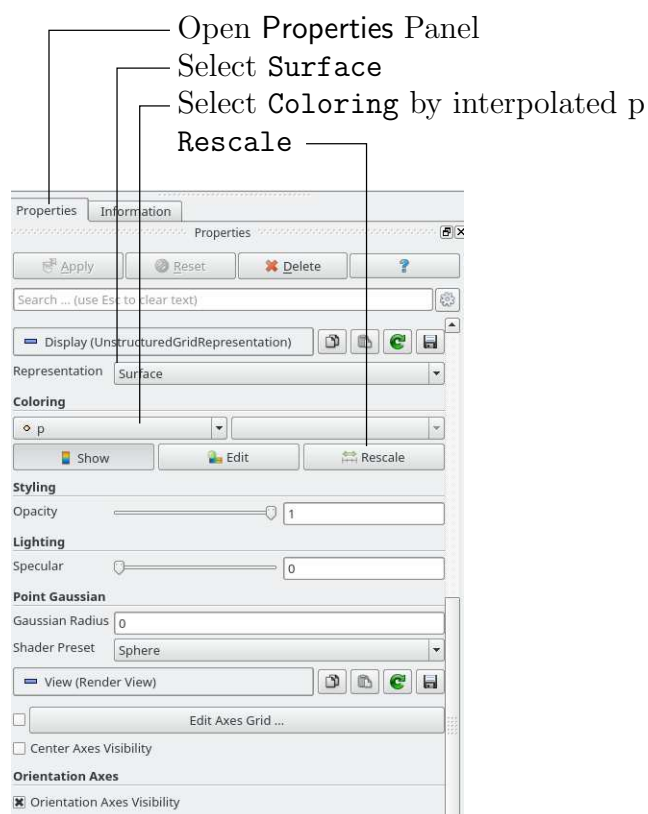 Open Properties Panel
Select Surface
Select Coloring by interpolated p
Rescale
Properties Information
Properties
Apply Reset Delete ?
Search ... (use Esc to clear text)
Display (UnstructuredGridRepresentation)
Representation Surface
Coloring
p
Show Edit Rescale
Styling
Opacity 1
Lighting
Specular 0
Point Gaussian
Gaussian Radius 0
Shader Preset Sphere
View (Render View)
Edit Axes Grid ...
Center Axes Visibility
Orientation Axes
Orientation Axes Visibility